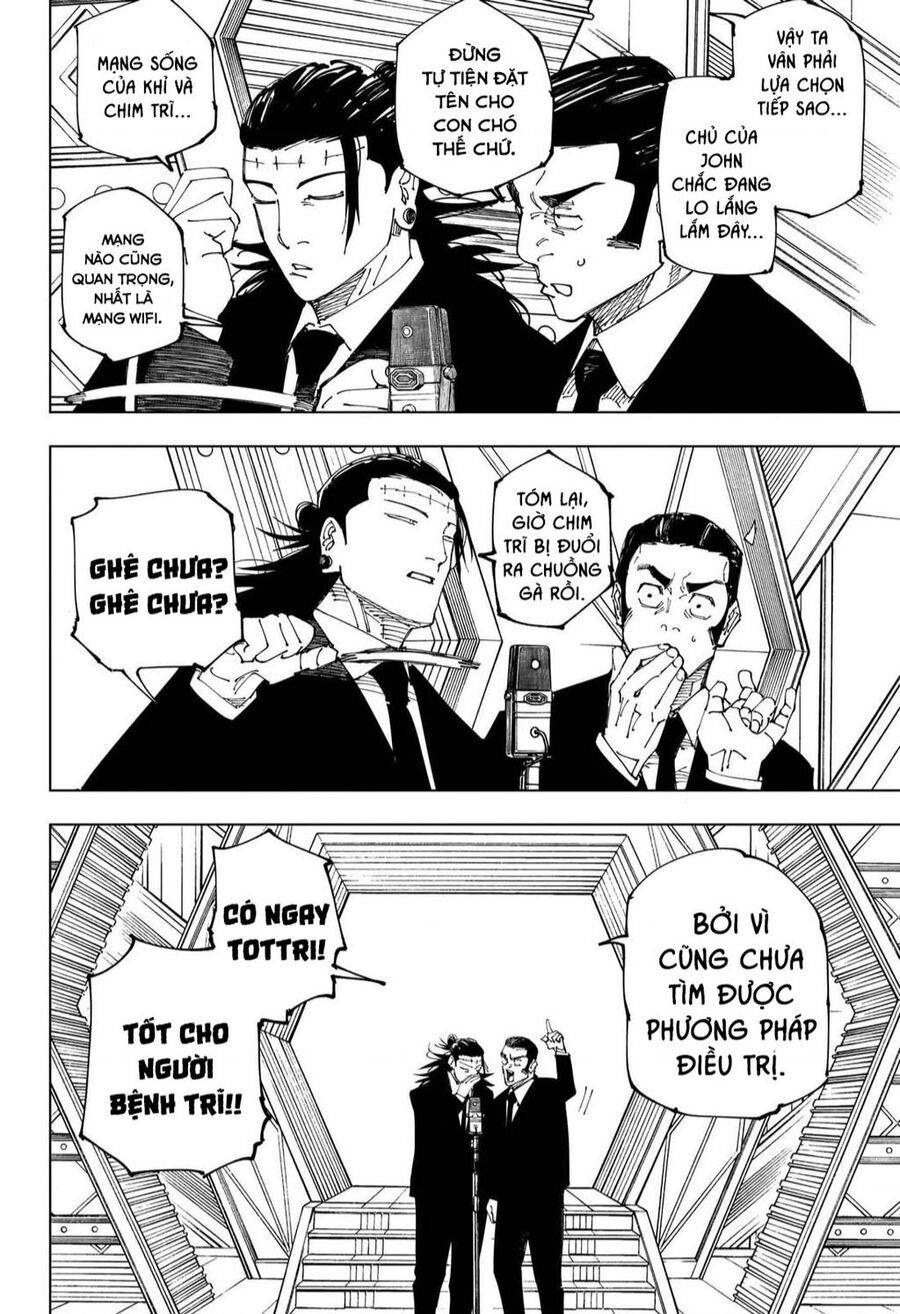 VẬY TA
VẪN PHẢI
LỰA CHỌN
TIẾP SAO...
CHỦ CỦA
JOHN
CHẮC ĐANG
LO LẮNG
LẮM ĐÂY...
ĐỪNG
TỰ TIỆN ĐẶT
TÊN CHO
CON CHÓ
THẾ CHỨ.
MẠNG SỐNG
CỦA KHỈ VÀ
CHIM TRĨ...
MẠNG
NÀO CŨNG
QUAN TRỌNG,
NHẤT LÀ
MẠNG WIFI.
TÓM LẠI,
GIỜ CHIM
TRĨ BỊ ĐUỔI
RA CHUỒNG
GÀ RỒI.
GHÊ CHƯA?
GHÊ CHƯA?
BỞI VÌ
CŨNG CHƯA
TÌM ĐƯỢC
PHƯƠNG PHÁP
ĐIỀU TRỊ.
CÓ NGAY
TOTTRI!
TỐT CHO
NGƯỜI
BỆNH TRĨ!!